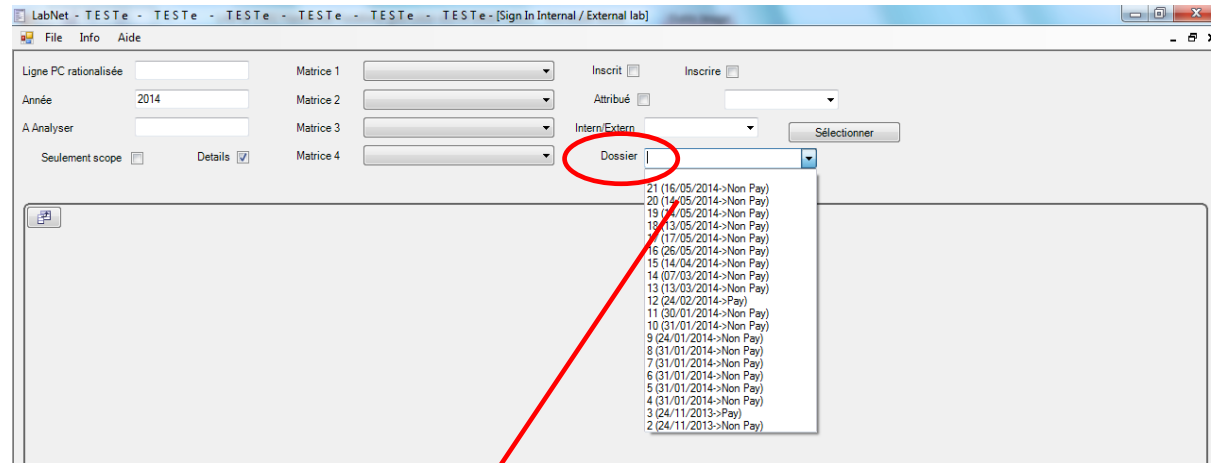 LabNet - T E S T e - T E S T e - T E S T e - T E S T e - T E S T e - T E S T e - [Sign In Internal / External lab]
File Info Aide
Ligne PC rationalisée Matrice 1 Inscrit Inscrire
Année 2014 Matrice 2 Attribué
A Analyser Matrice 3 Intern/Extern Sélectionner
Seulement scope Details Matrice 4 Dossier
21 (16/05/2014->Non Pay)
20 (14/05/2014->Non Pay)
19 (14/05/2014->Non Pay)
18 (13/05/2014->Non Pay)
17 (17/05/2014->Non Pay)
16 (26/05/2014->Non Pay)
15 (14/04/2014->Non Pay)
14 (07/03/2014->Non Pay)
13 (13/03/2014->Non Pay)
12 (24/02/2014->Pay)
11 (30/01/2014->Non Pay)
10 (31/01/2014->Non Pay)
9 (24/01/2014->Non Pay)
8 (31/01/2014->Non Pay)
7 (31/01/2014->Non Pay)
6 (31/01/2014->Non Pay)
5 (31/01/2014->Non Pay)
4 (31/01/2014->Non Pay)
3 (24/11/2013->Pay)
2 (24/11/2013->Non Pay)